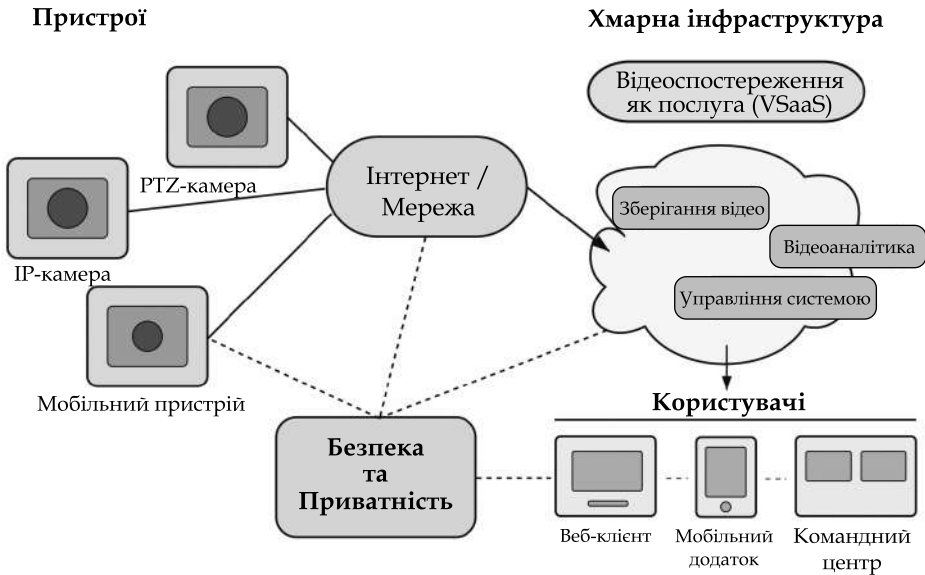 Пристрої
Хмарна інфраструктура
Відеоспостереження
як послуга (VSaaS)
PTZ-камера
Інтернет /
Мережа
Зберігання відео
Відеоаналітика
IP-камера
Управління системою
Мобільний пристрій
Користувачі
Безпека
та
Приватність
Веб-клієнт
Мобільний
додаток
Командний
центр